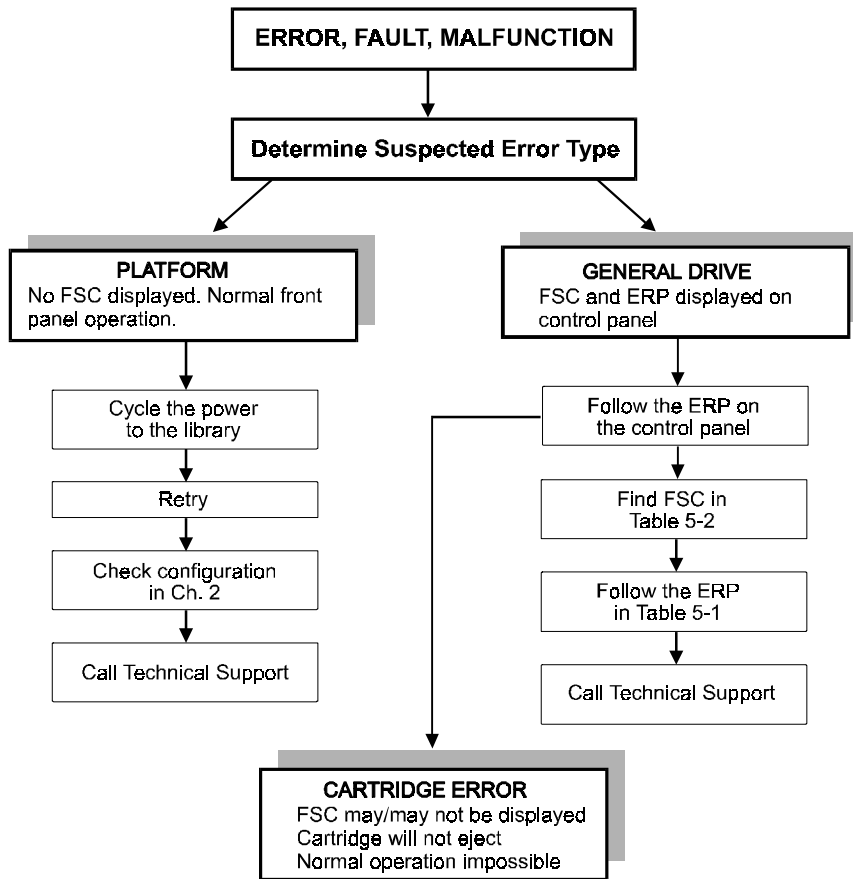 ERROR, FAULT, MALFUNCTION
Determine Suspected Error Type
PLATFORM
No FSC displayed. Normal front
panel operation.
Cycle the power
to the library
Retry
Check configuration
in Ch. 2
Call Technical Support
GENERAL DRIVE
FSC and ERP displayed on
control panel
Follow the ERP on
the control panel
Find FSC in
Table 5-2
Follow the ERP
in Table 5-1
Call Technical Support
CARTRIDGE ERROR
FSC may/may not be displayed
Cartridge will not eject
Normal operation impossible